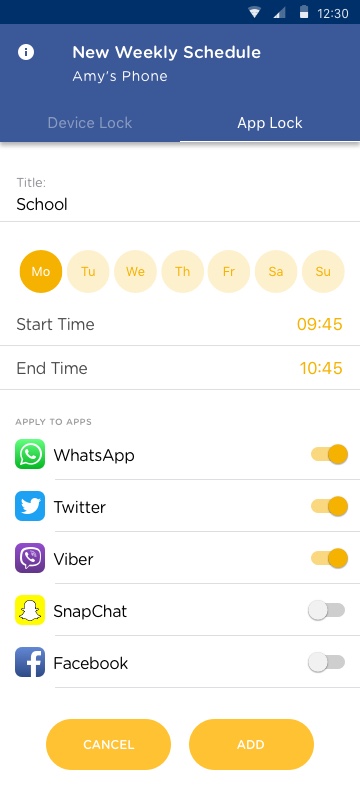 12:30
New Weekly Schedule
Amy's Phone
Device Lock App Lock
Title:
School
Mo Tu We Th Fr Sa Su
Start Time 09:45
End Time 10:45
APPLY TO APPS
WhatsApp
Twitter
Viber
SnapChat
Facebook
CANCEL ADD